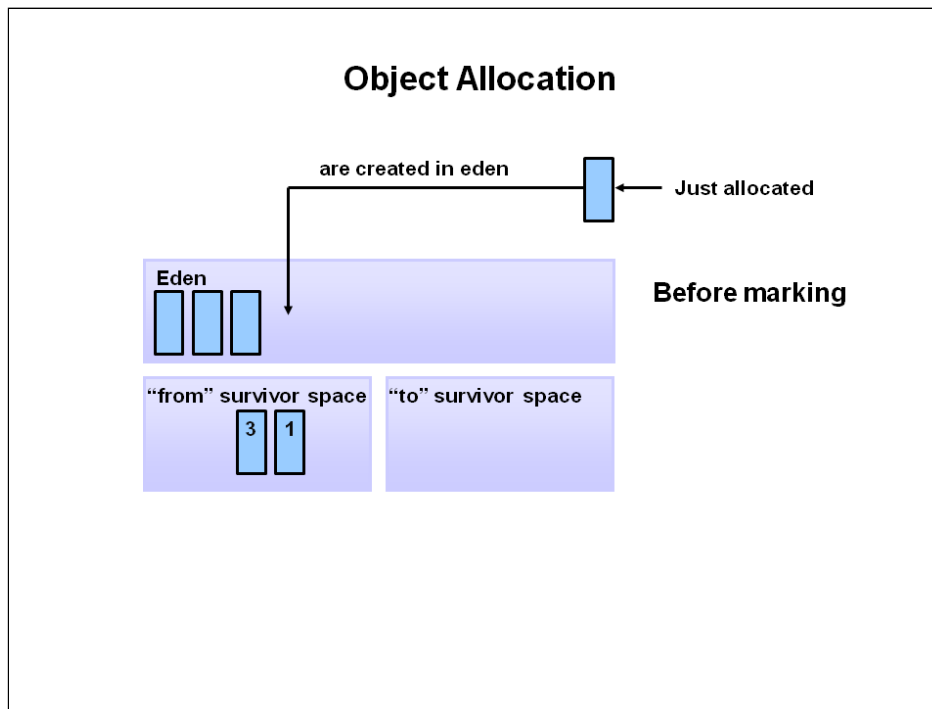 Object Allocation
are created in eden
Just allocated
Eden
Before marking
“from” survivor space
“to” survivor space
3 1